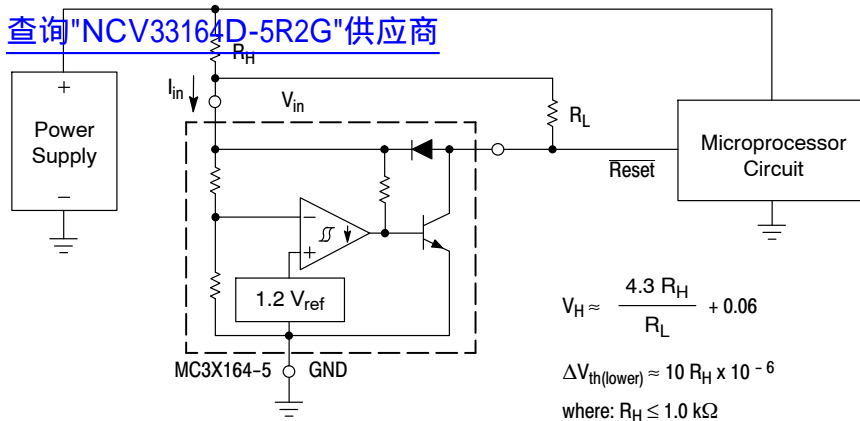 查询"NCV33164D-5R2G"供应商
R_H
I_in
V_in
R_L
+
Power
Supply
−
Reset
Microprocessor
Circuit
−
+
1.2 V_ref
MC3X164−5
GND
V_H ≈ 4.3 R_H / R_L + 0.06
ΔV_th(lower) ≈ 10 R_H x 10^−6
where: R_H ≤ 1.0 kΩ